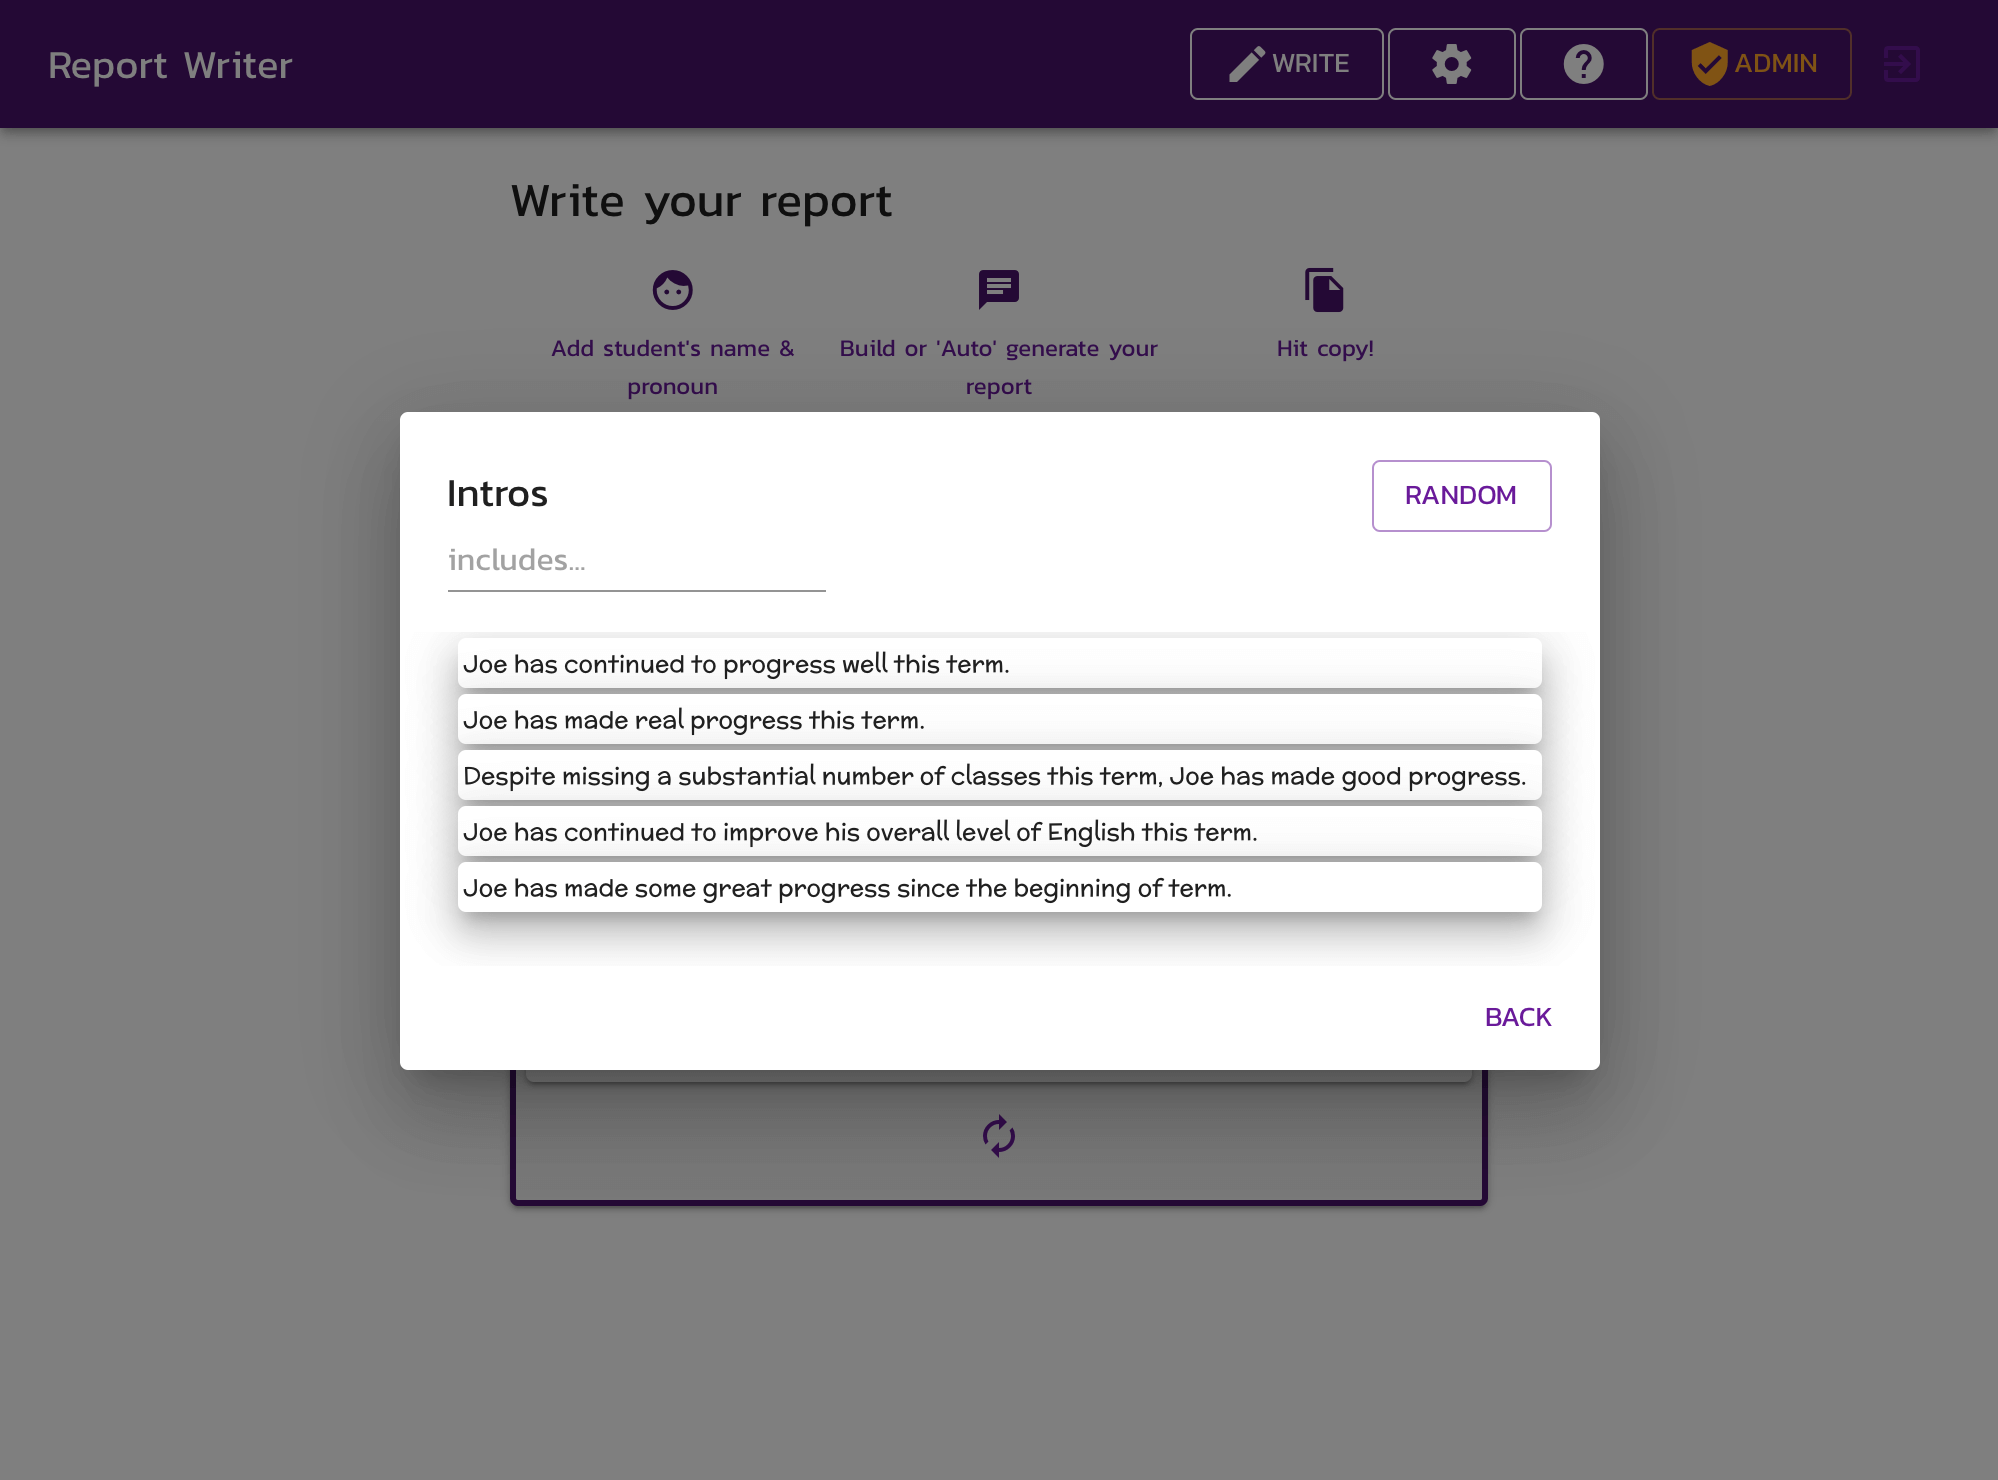 Report Writer
WRITE
ADMIN
Write your report
Add student's name &
pronoun
Build or 'Auto' generate your
report
Hit copy!
Intros
RANDOM
includes...
Joe has continued to progress well this term.
Joe has made real progress this term.
Despite missing a substantial number of classes this term, Joe has made good progress.
Joe has continued to improve his overall level of English this term.
Joe has made some great progress since the beginning of term.
BACK